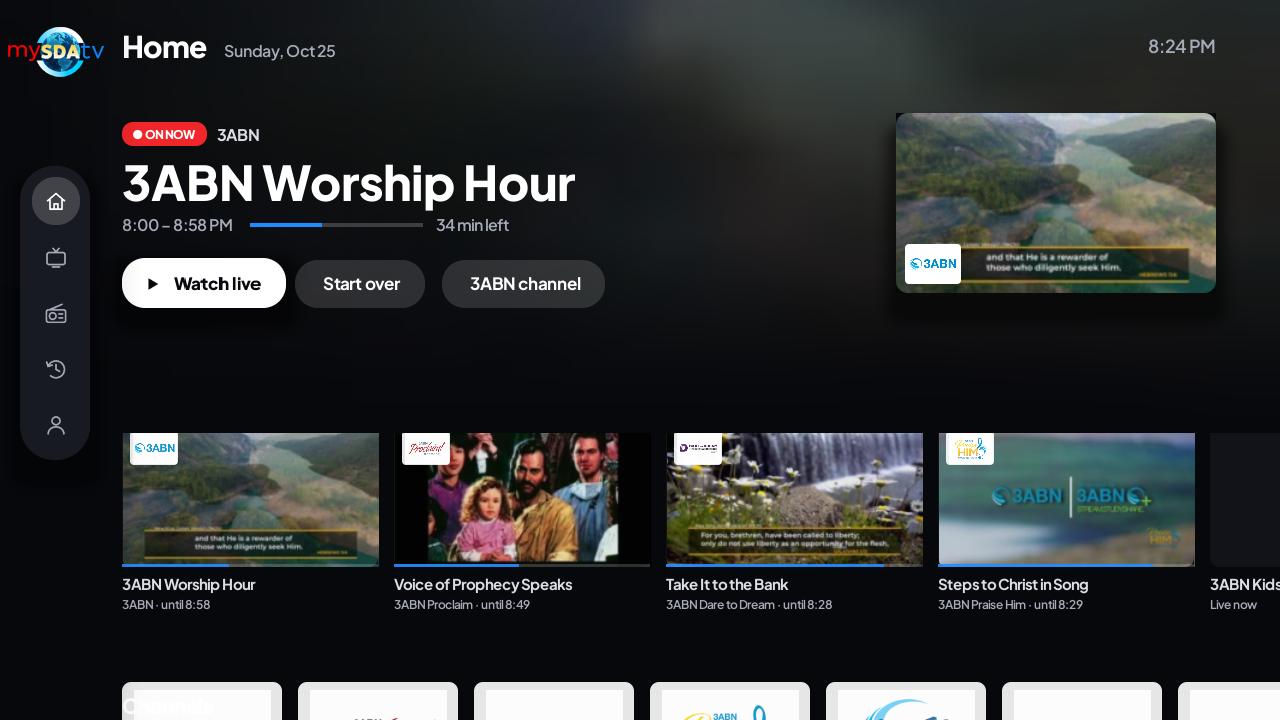 mySDAtv
Home
Sunday, Oct 25
8:24 PM
ON NOW
3ABN
3ABN Worship Hour
8:00 – 8:58 PM
34 min left
Watch live
Start over
3ABN channel
3ABN
and that He is a rewarder of
those who diligently seek Him.
3ABN
and that He is a rewarder of
those who diligently seek Him.
Proclaim
For you, brethren, have been called to liberty;
only do not use liberty as an opportunity for the flesh,
HIM
3ABN
3ABN
3ABN Worship Hour
3ABN · until 8:58
Voice of Prophecy Speaks
3ABN Proclaim · until 8:49
Take It to the Bank
3ABN Dare to Dream · until 8:28
Steps to Christ in Song
3ABN Praise Him · until 8:29
3ABN Kids
Live now
Channels
3ABN